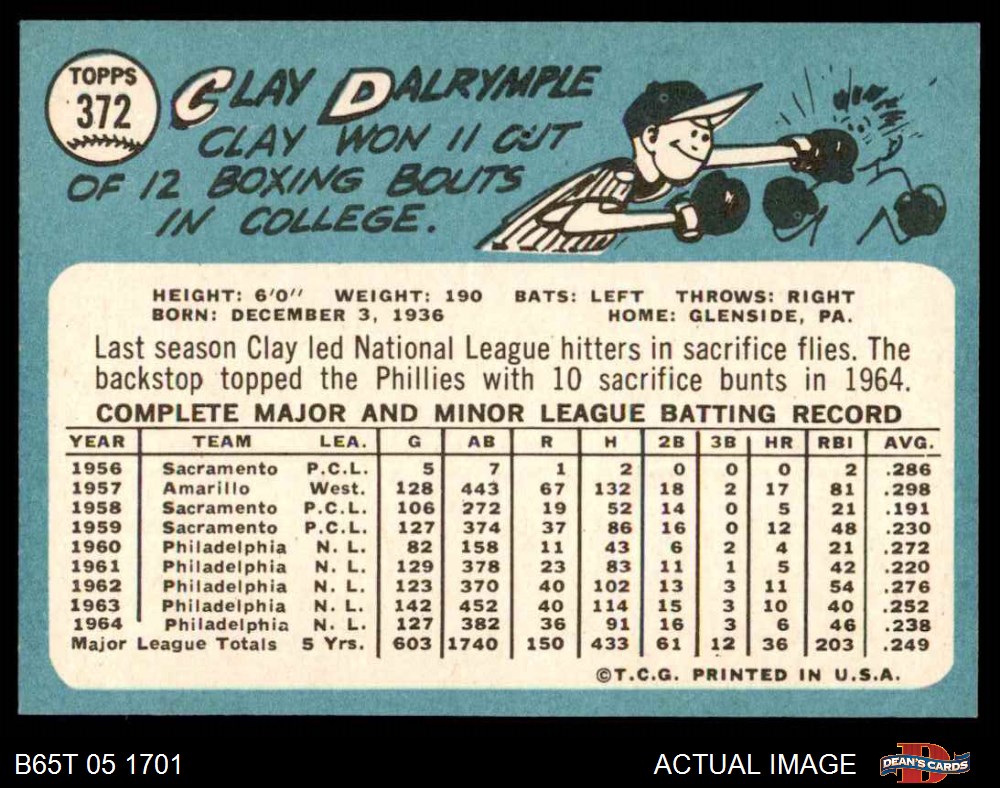 TOPPS
372
CLAY DALRYMPLE
CLAY WON 11 OUT
OF 12 BOXING BOUTS
IN COLLEGE.
HEIGHT: 6'0" WEIGHT: 190 BATS: LEFT THROWS: RIGHT
BORN: DECEMBER 3, 1936 HOME: GLENSIDE, PA.
Last season Clay led National League hitters in sacrifice flies. The
backstop topped the Phillies with 10 sacrifice bunts in 1964.
COMPLETE MAJOR AND MINOR LEAGUE BATTING RECORD
YEAR TEAM LEA. G AB R H 2B 3B HR RBI AVG.
1956 Sacramento P.C.L. 5 7 1 2 0 0 0 2 .286
1957 Amarillo West. 128 443 67 132 18 2 17 81 .298
1958 Sacramento P.C.L. 106 272 19 52 14 0 5 21 .191
1959 Sacramento P.C.L. 127 374 37 86 16 0 12 48 .230
1960 Philadelphia N. L. 82 158 11 43 6 2 4 21 .272
1961 Philadelphia N. L. 129 378 23 83 11 1 5 42 .220
1962 Philadelphia N. L. 123 370 40 102 13 3 11 54 .276
1963 Philadelphia N. L. 142 452 40 114 15 3 10 40 .252
1964 Philadelphia N. L. 127 382 36 91 16 3 6 46 .238
Major League Totals 5 Yrs. 603 1740 150 433 61 12 36 203 .249
©T.C.G. PRINTED IN U.S.A.
B65T 05 1701 ACTUAL IMAGE D DEAN'S CARDS